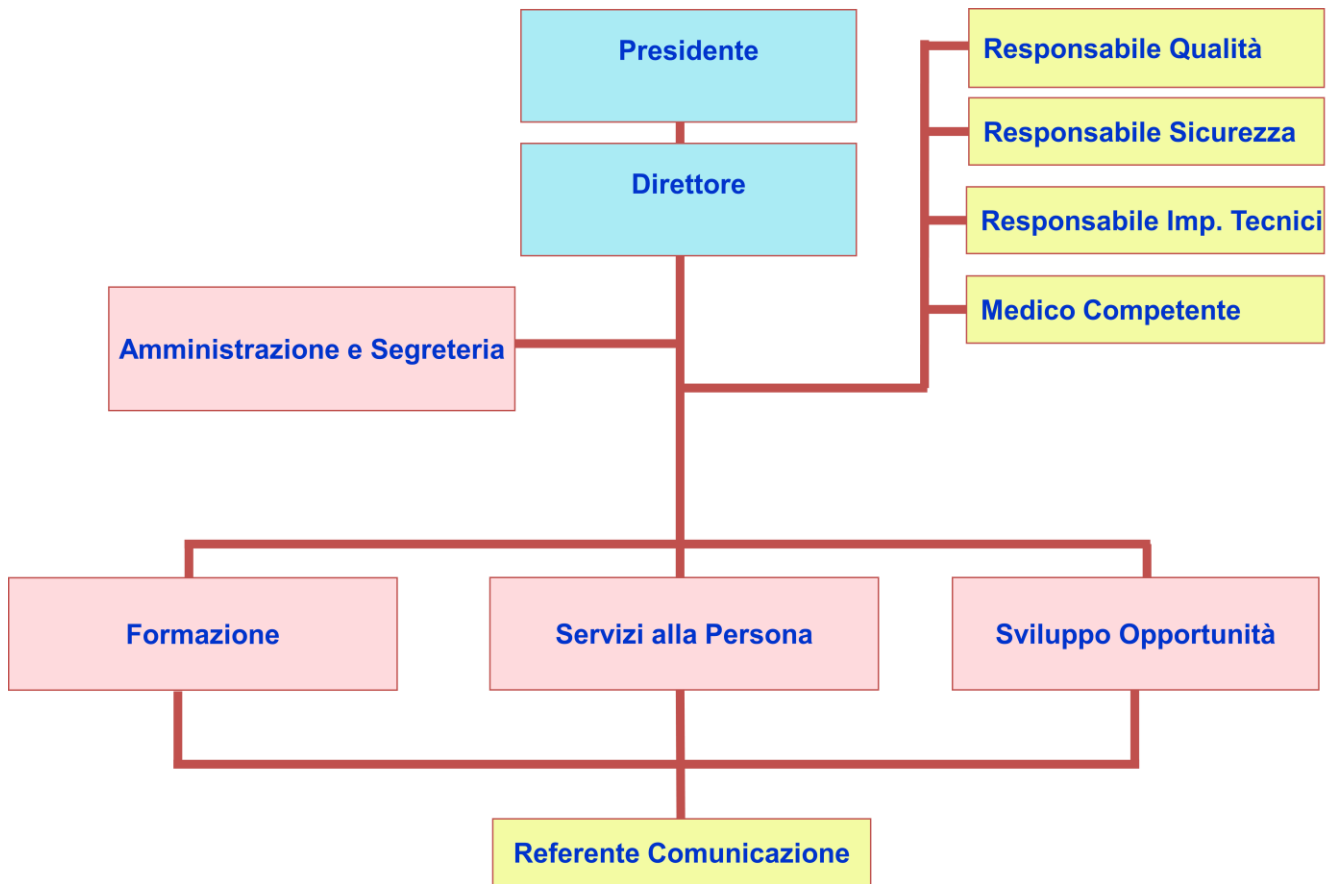 Presidente
Responsabile Qualità
Responsabile Sicurezza
Direttore
Responsabile Imp. Tecnici
Medico Competente
Amministrazione e Segreteria
Formazione
Servizi alla Persona
Sviluppo Opportunità
Referente Comunicazione